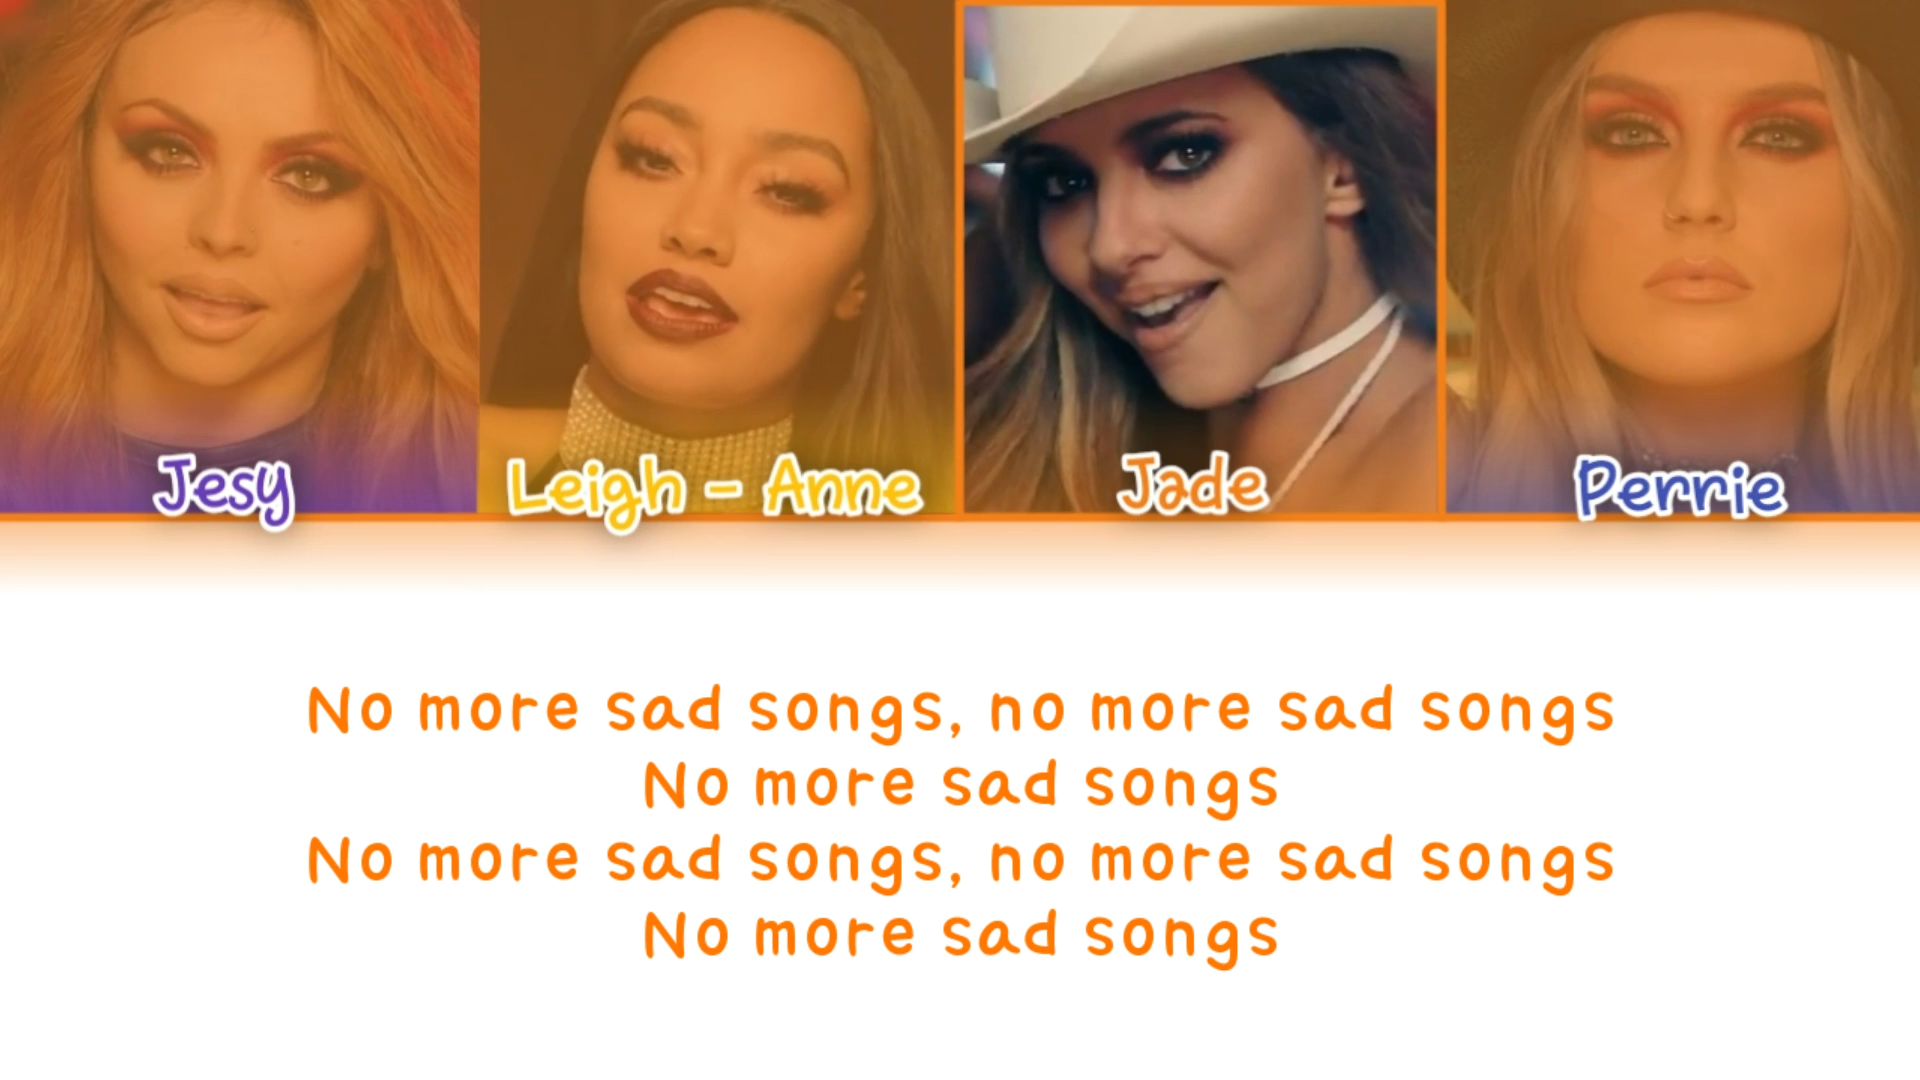 Jesy
Leigh - Anne
Jade
Perrie
No more sad songs, no more sad songs
No more sad songs
No more sad songs, no more sad songs
No more sad songs